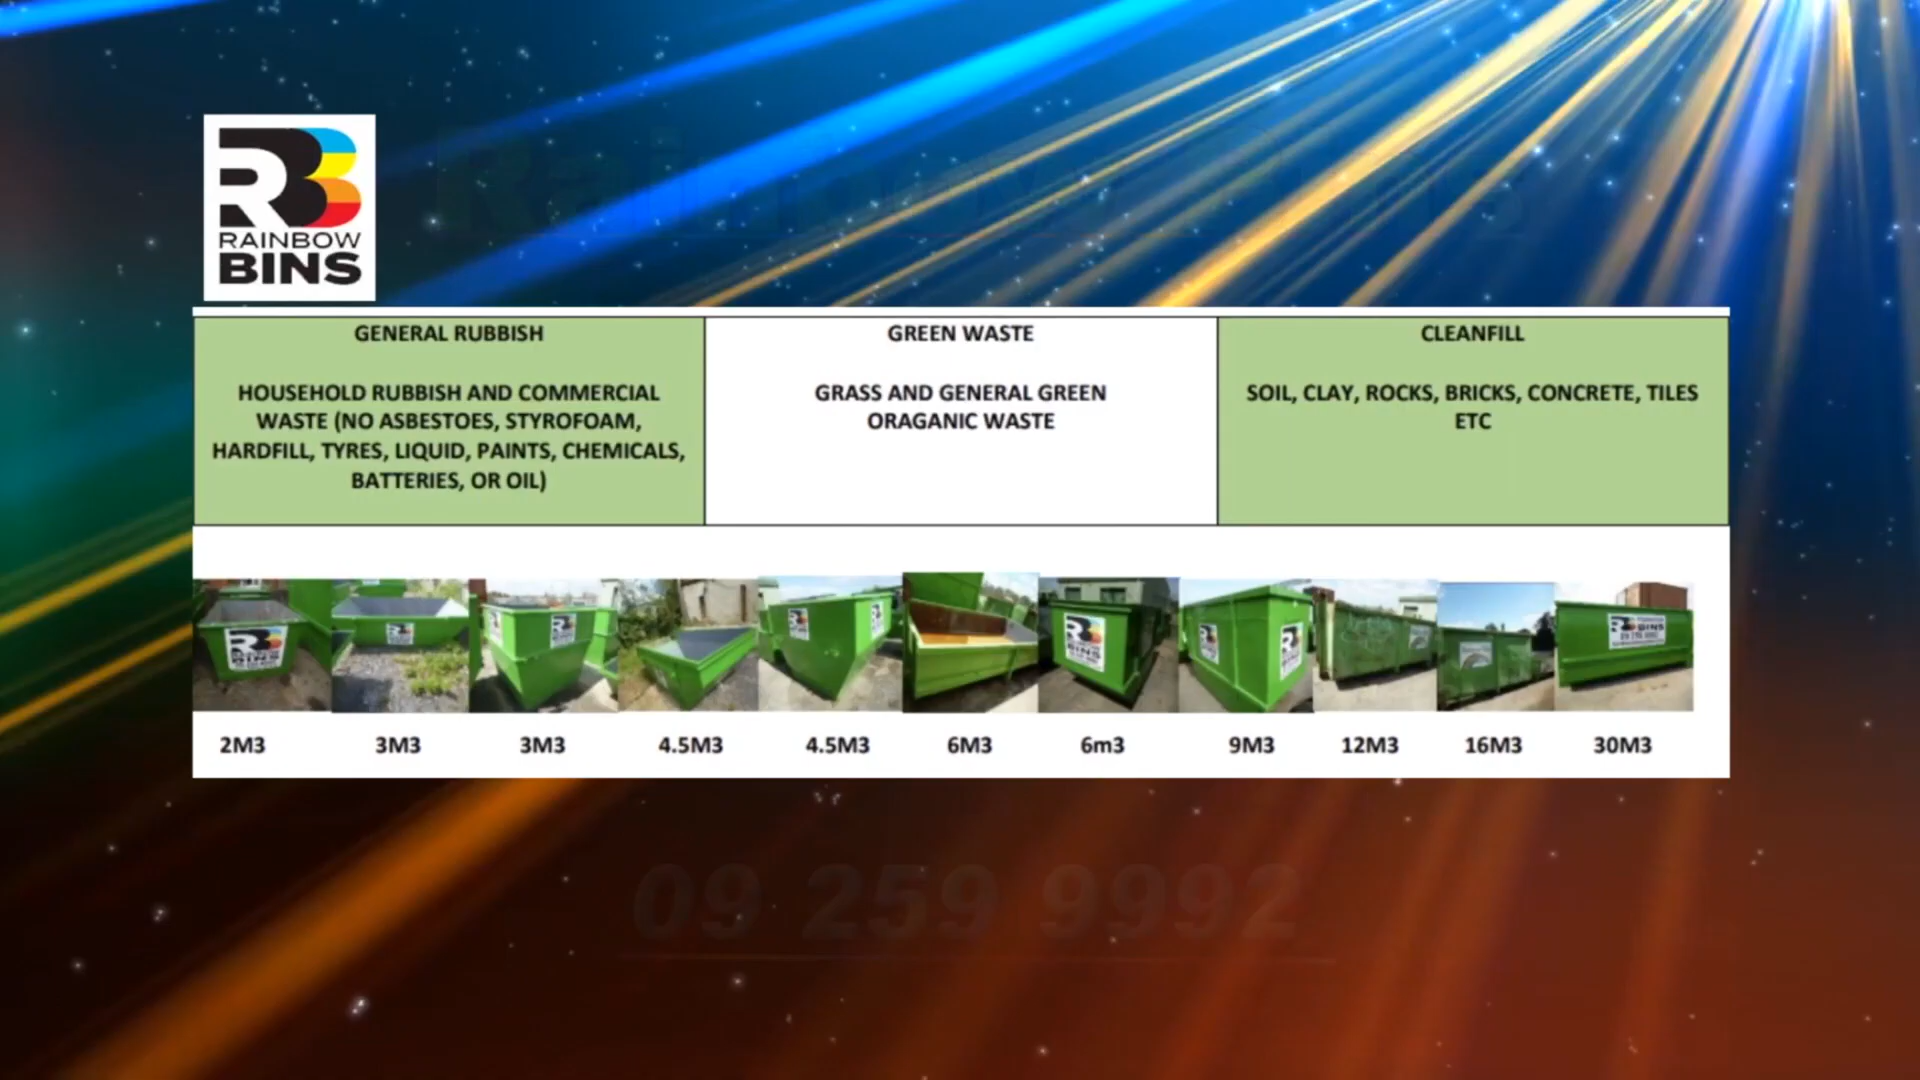 RAINBOW
BINS
Rainbow Bins
GENERAL RUBBISH
HOUSEHOLD RUBBISH AND COMMERCIAL
WASTE (NO ASBESTOES, STYROFOAM,
HARDFILL, TYRES, LIQUID, PAINTS, CHEMICALS,
BATTERIES, OR OIL)
GREEN WASTE
GRASS AND GENERAL GREEN
ORAGANIC WASTE
CLEANFILL
SOIL, CLAY, ROCKS, BRICKS, CONCRETE, TILES
ETC
2M3 3M3 3M3 4.5M3 4.5M3 6M3 6m3 9M3 12M3 16M3 30M3
09 259 9992